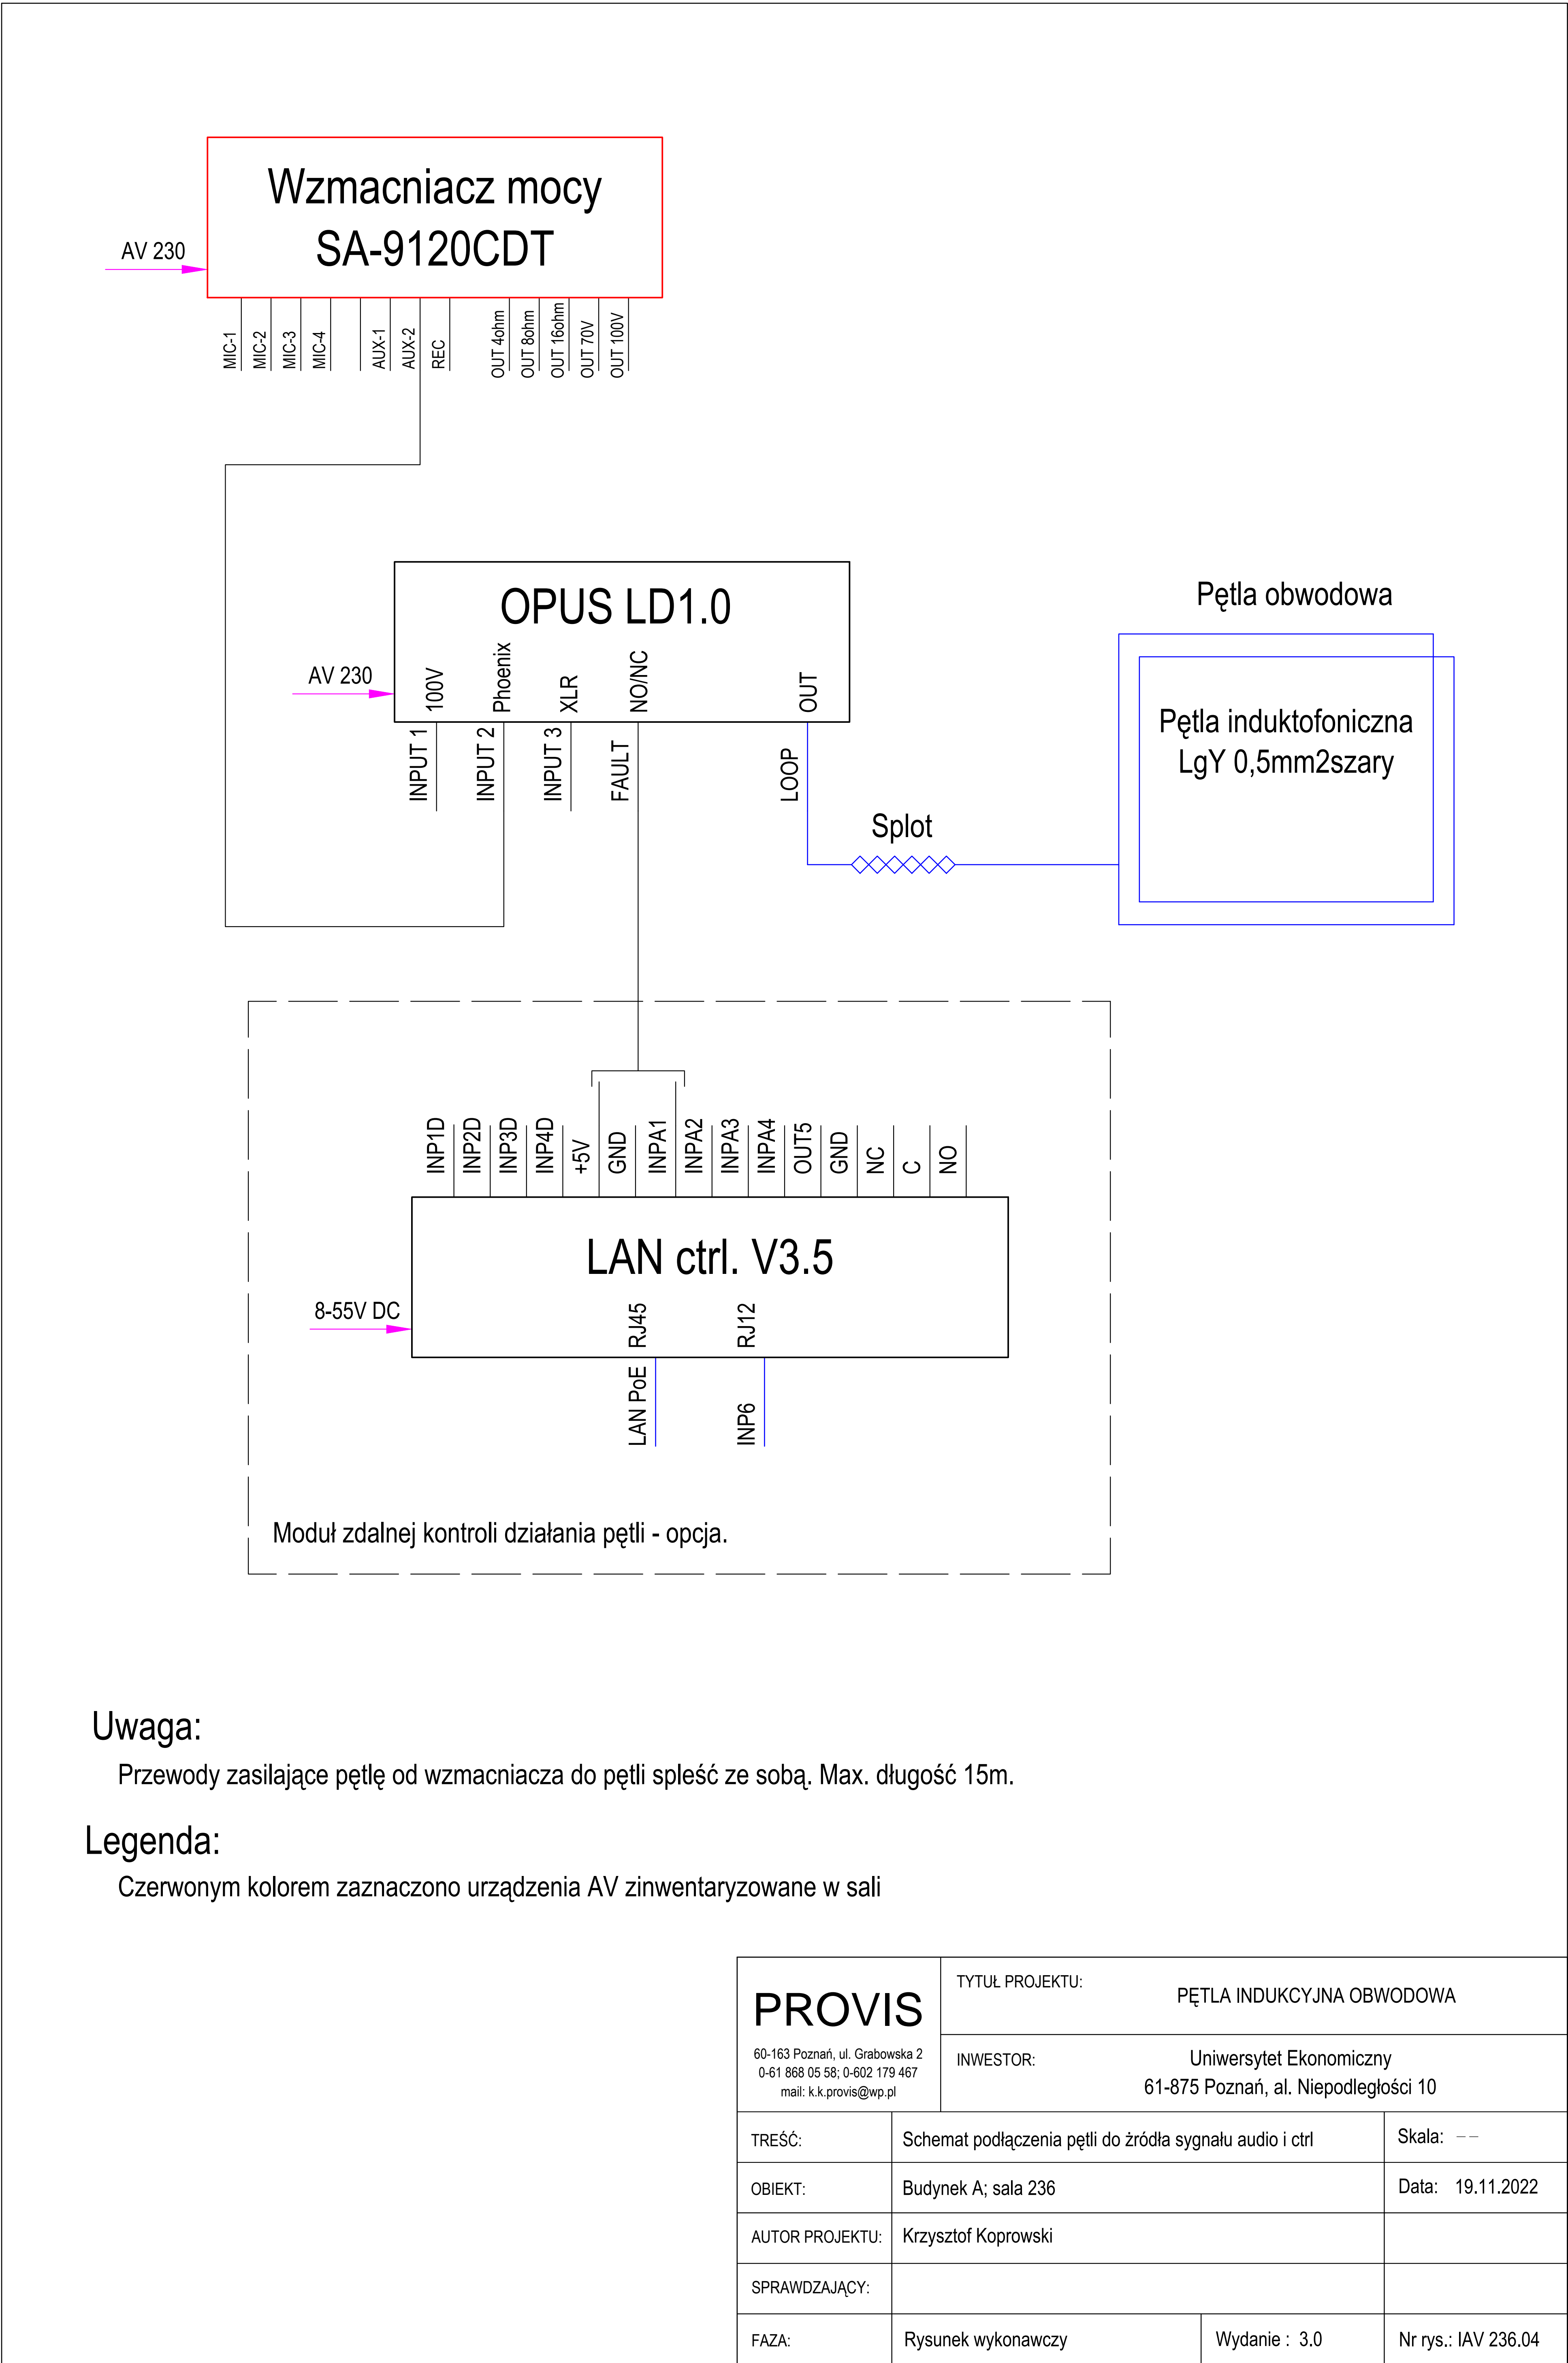 Wzmacniacz mocy
SA-9120CDT
AV 230
MIC-1
MIC-2
MIC-3
MIC-4
AUX-1
AUX-2
REC
OUT 4ohm
OUT 8ohm
OUT 16ohm
OUT 70V
OUT 100V
OPUS LD1.0
AV 230
100V
Phoenix
XLR
NO/NC
OUT
INPUT 1
INPUT 2
INPUT 3
FAULT
LOOP
Splot
Pętla obwodowa
Pętla induktofoniczna
LgY 0,5mm2szary
INP1D
INP2D
INP3D
INP4D
+5V
GND
INPA1
INPA2
INPA3
INPA4
OUT5
GND
NC
C
NO
LAN ctrl. V3.5
8-55V DC
RJ45
RJ12
LAN PoE
INP6
Moduł zdalnej kontroli działania pętli - opcja.
Uwaga:
Przewody zasilające pętlę od wzmacniacza do pętli spleść ze sobą. Max. długość 15m.
Legenda:
Czerwonym kolorem zaznaczono urządzenia AV zinwentaryzowane w sali
PROVIS
60-163 Poznań, ul. Grabowska 2
0-61 868 05 58; 0-602 179 467
mail: k.k.provis@wp.pl
TYTUŁ PROJEKTU: PĘTLA INDUKCYJNA OBWODOWA
INWESTOR: Uniwersytet Ekonomiczny
61-875 Poznań, al. Niepodległości 10
TREŚĆ: Schemat podłączenia pętli do żródła sygnału audio i ctrl Skala: --
OBIEKT: Budynek A; sala 236 Data: 19.11.2022
AUTOR PROJEKTU: Krzysztof Koprowski
SPRAWDZAJĄCY:
FAZA: Rysunek wykonawczy Wydanie : 3.0 Nr rys.: IAV 236.04